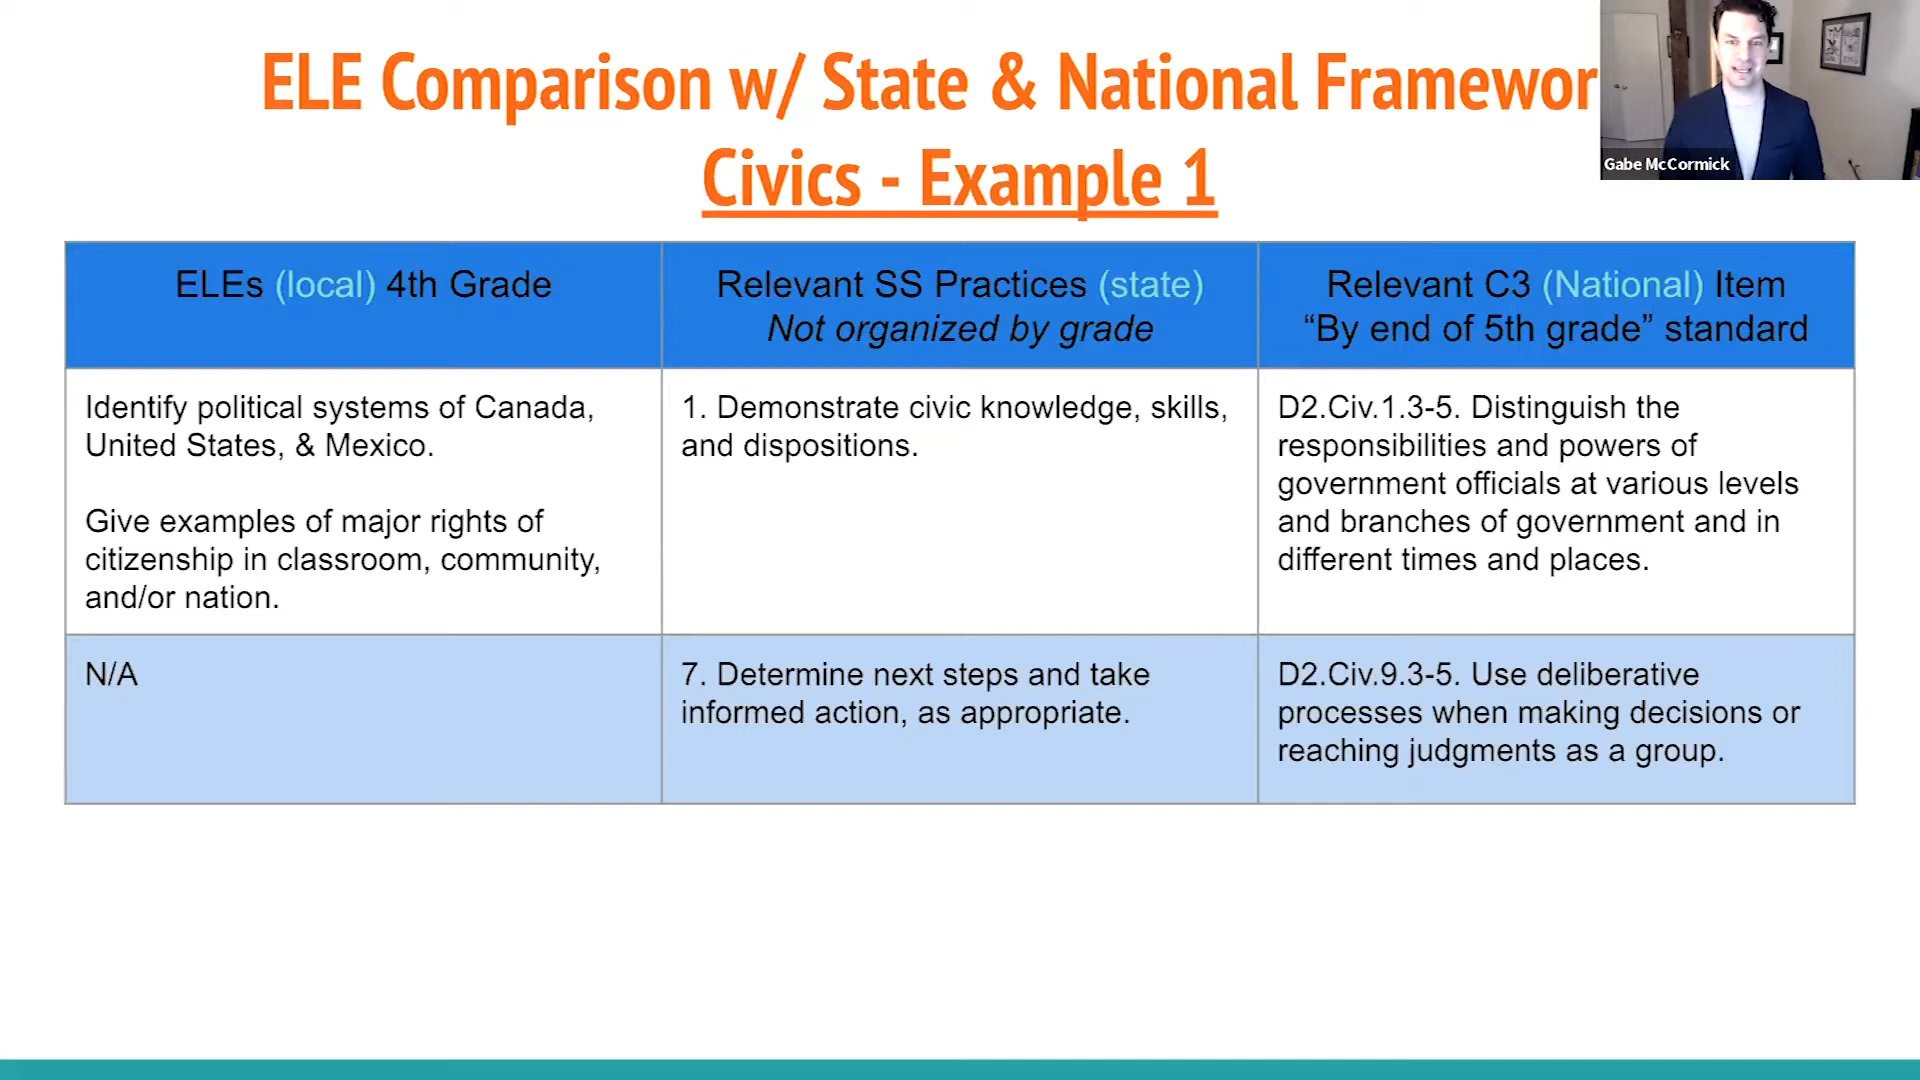 ELE Comparison w/ State & National Framewor
Civics - Example 1
Gabe McCormick
ELEs (local) 4th Grade
Relevant SS Practices (state)
Not organized by grade
Relevant C3 (National) Item
“By end of 5th grade” standard
Identify political systems of Canada,
United States, & Mexico.
Give examples of major rights of
citizenship in classroom, community,
and/or nation.
1. Demonstrate civic knowledge, skills,
and dispositions.
D2.Civ.1.3-5. Distinguish the
responsibilities and powers of
government officials at various levels
and branches of government and in
different times and places.
N/A
7. Determine next steps and take
informed action, as appropriate.
D2.Civ.9.3-5. Use deliberative
processes when making decisions or
reaching judgments as a group.